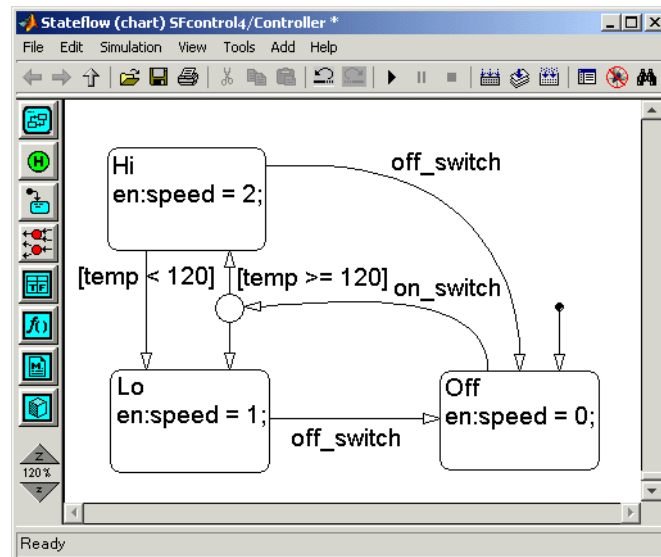 Stateflow (chart) SFcontrol4/Controller *
File Edit Simulation View Tools Add Help
H
Hi
en:speed = 2;
off_switch
[temp < 120]
[temp >= 120]
on_switch
f()
Lo
en:speed = 1;
Off
en:speed = 0;
off_switch
Z
120%
z
Ready